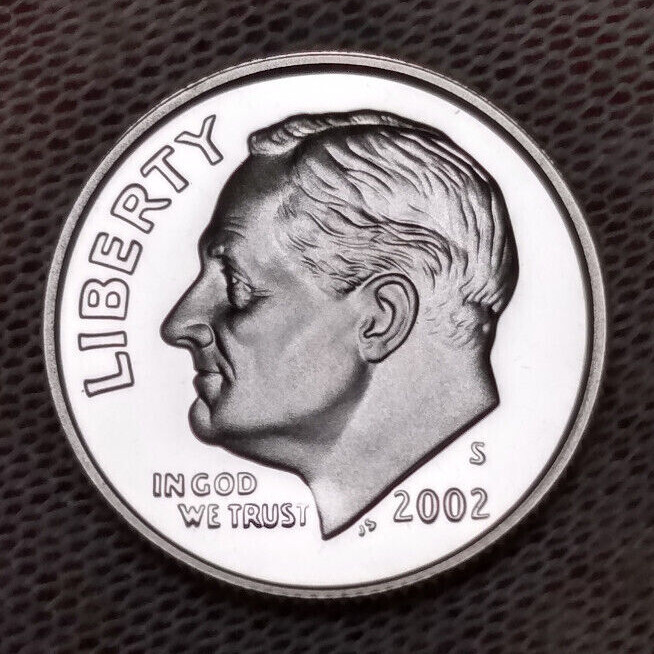 LIBERTY
IN GOD
WE TRUST
JS
2002
S